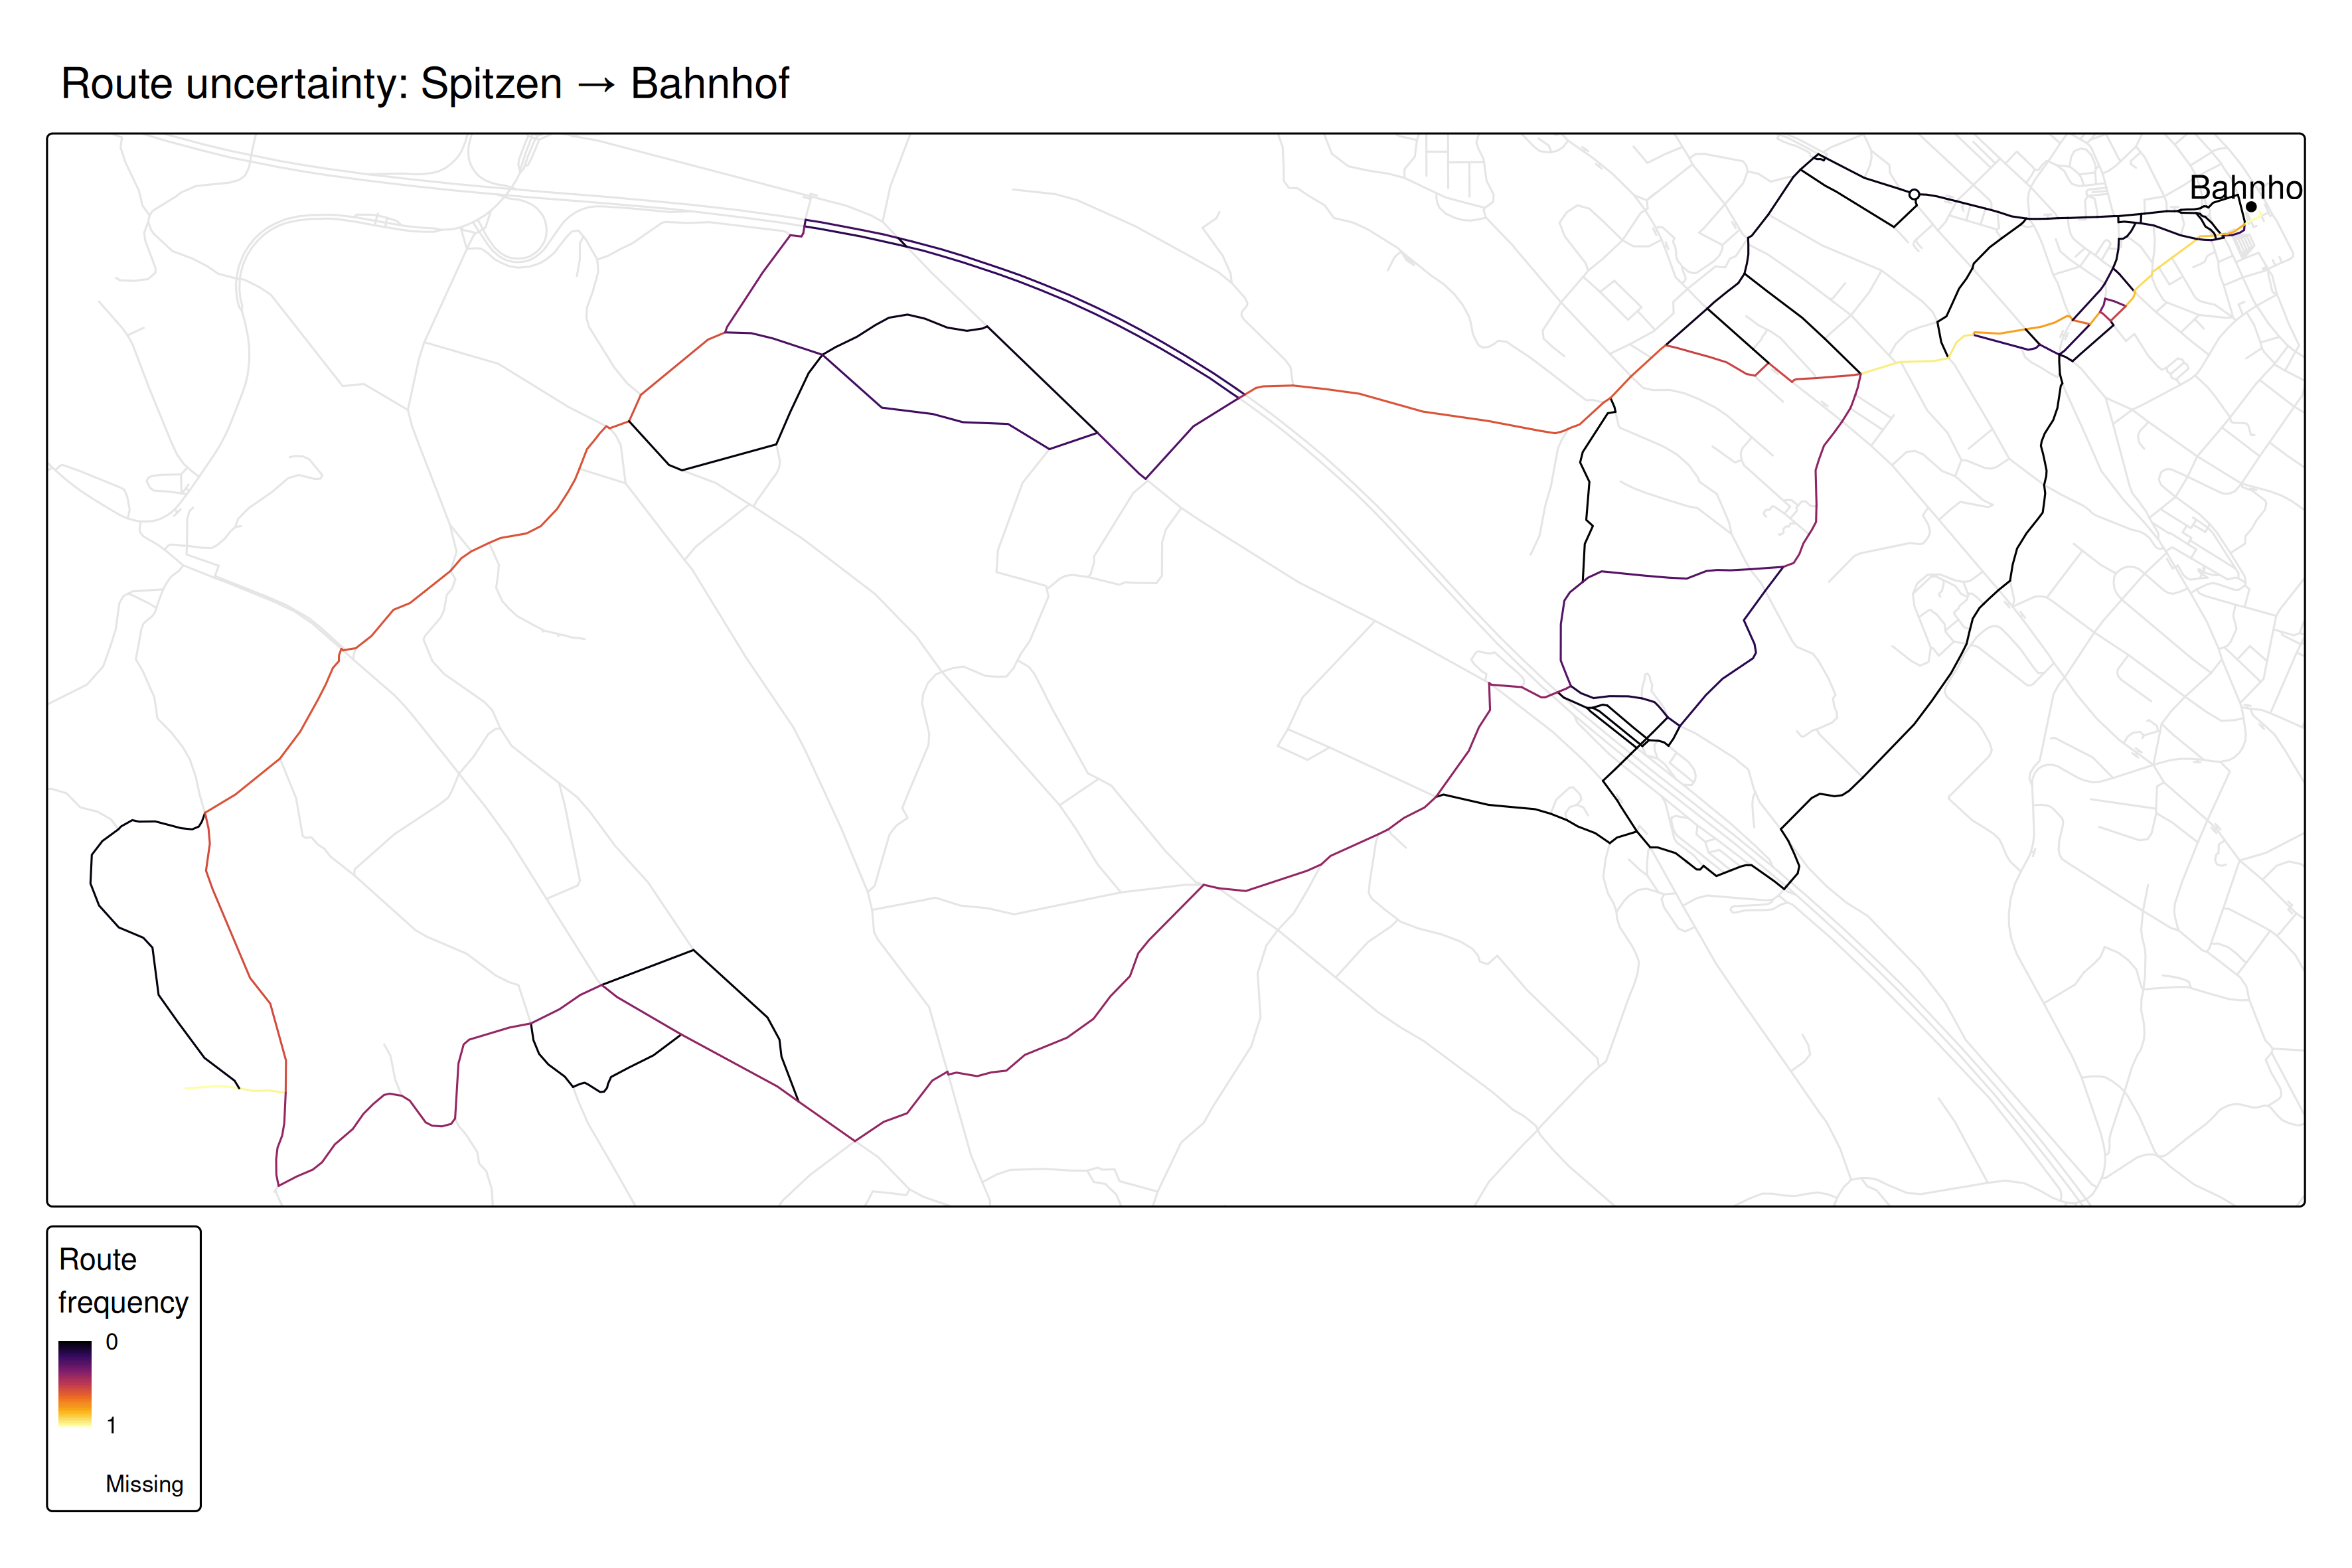 Route uncertainty: Spitzen → Bahnhof
Bahnho
Route
frequency
0
1
Missing